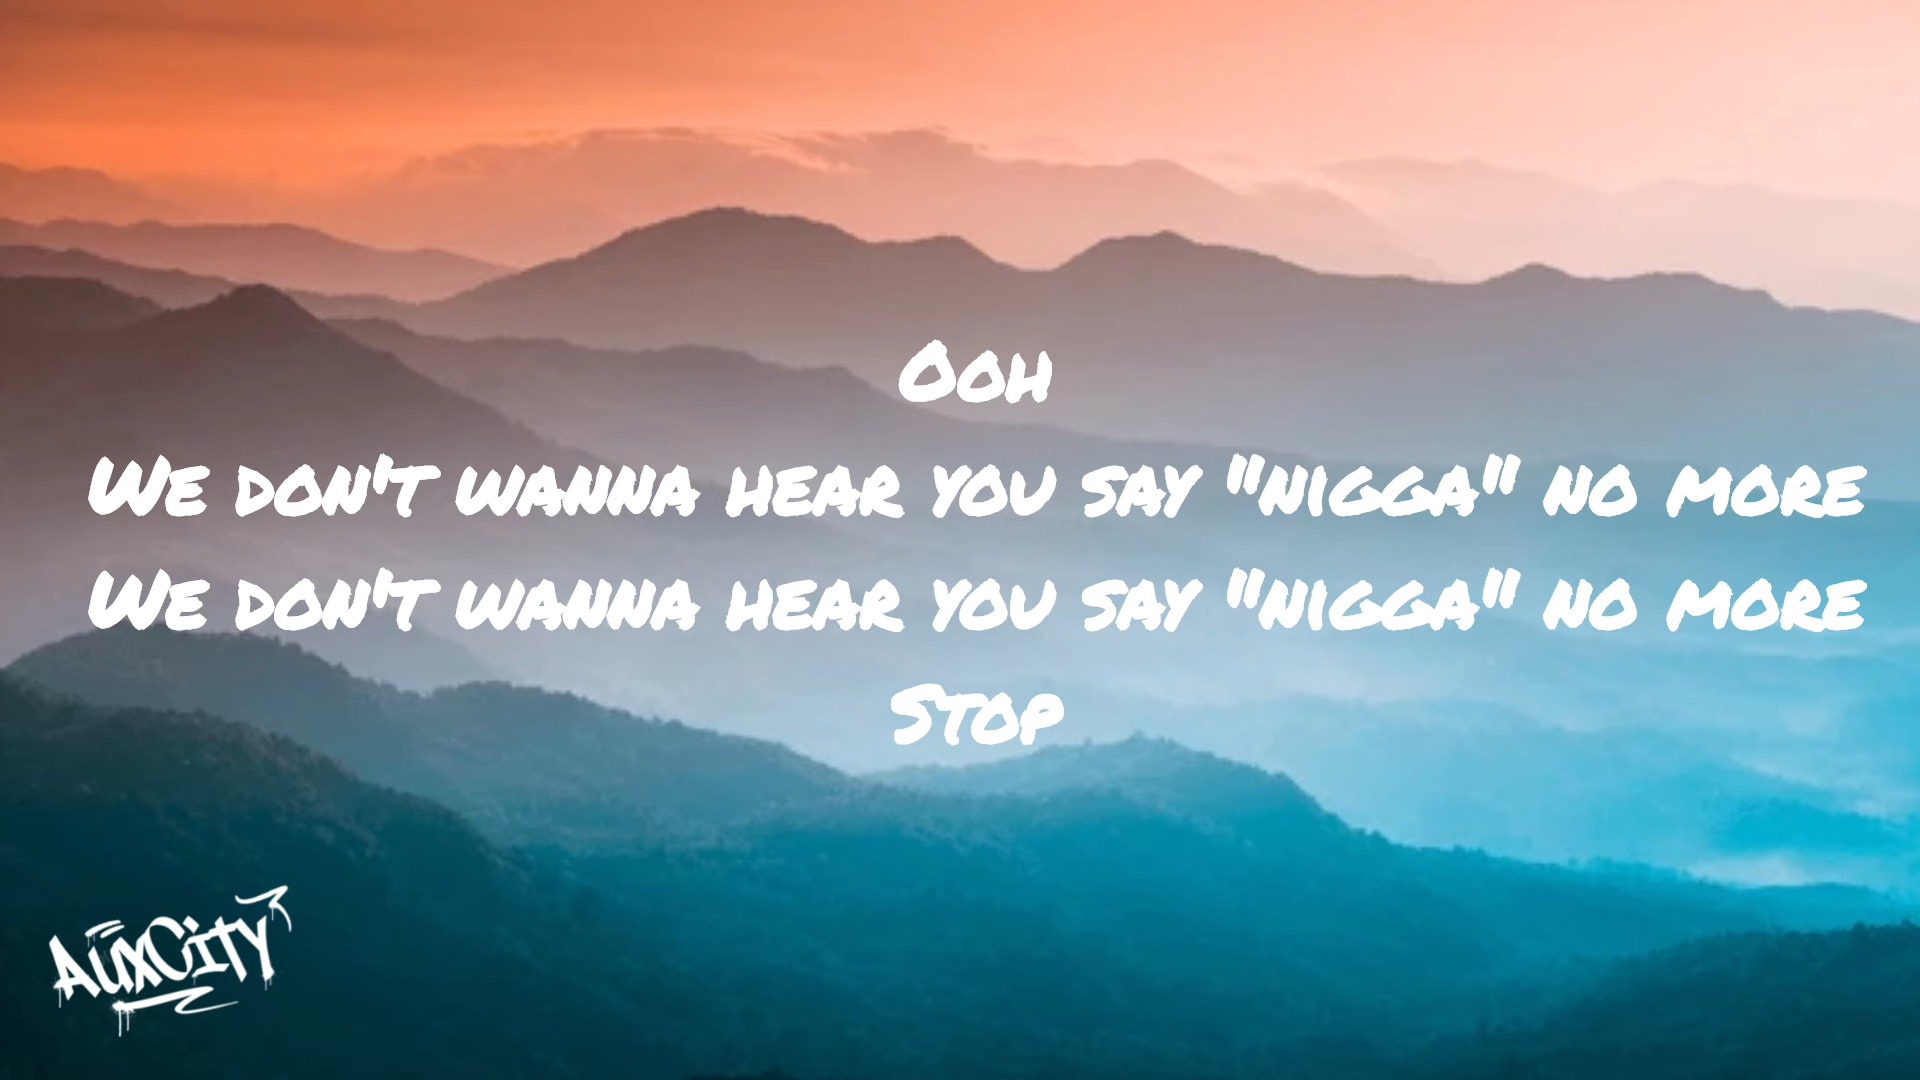 Ooh
We don't wanna hear you say "nigga" no more
We don't wanna hear you say "nigga" no more
Stop
AuxCity